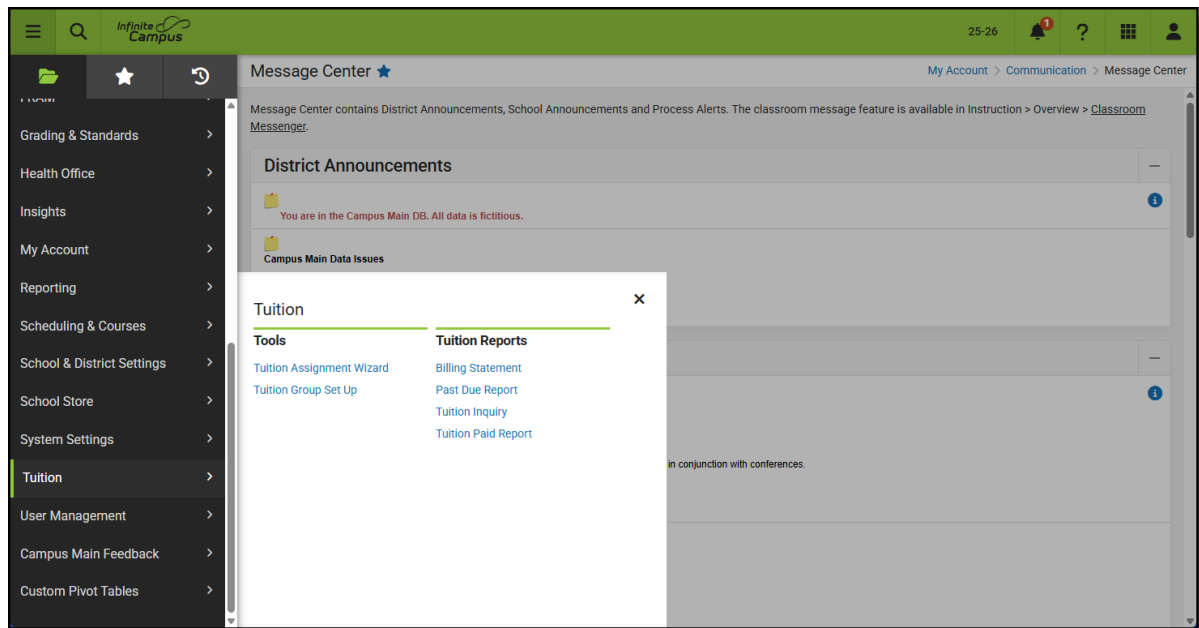 Infinite Campus
25-26
1
?
Message Center
My Account > Communication > Message Center
Message Center contains District Announcements, School Announcements and Process Alerts. The classroom message feature is available in Instruction > Overview > Classroom
Messenger.
Grading & Standards
Health Office
Insights
My Account
Reporting
Scheduling & Courses
School & District Settings
School Store
System Settings
Tuition
User Management
Campus Main Feedback
Custom Pivot Tables
District Announcements
You are in the Campus Main DB. All data is fictitious.
Campus Main Data Issues
Tuition
Tools
Tuition Assignment Wizard
Tuition Group Set Up
Tuition Reports
Billing Statement
Past Due Report
Tuition Inquiry
Tuition Paid Report
in conjunction with conferences.